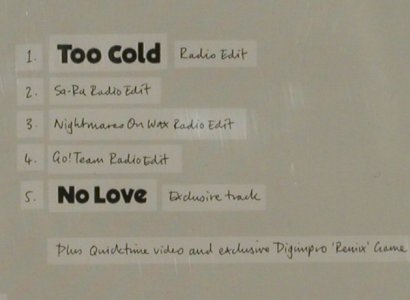 1. Too Cold Radio Edit
2. Sa-Ra Radio Edit
3. Nightmares On Wax Radio Edit
4. Go! Team Radio Edit
5. No Love Exclusive track
Plus Quicktime video and exclusive Digimpro 'Remix' Game